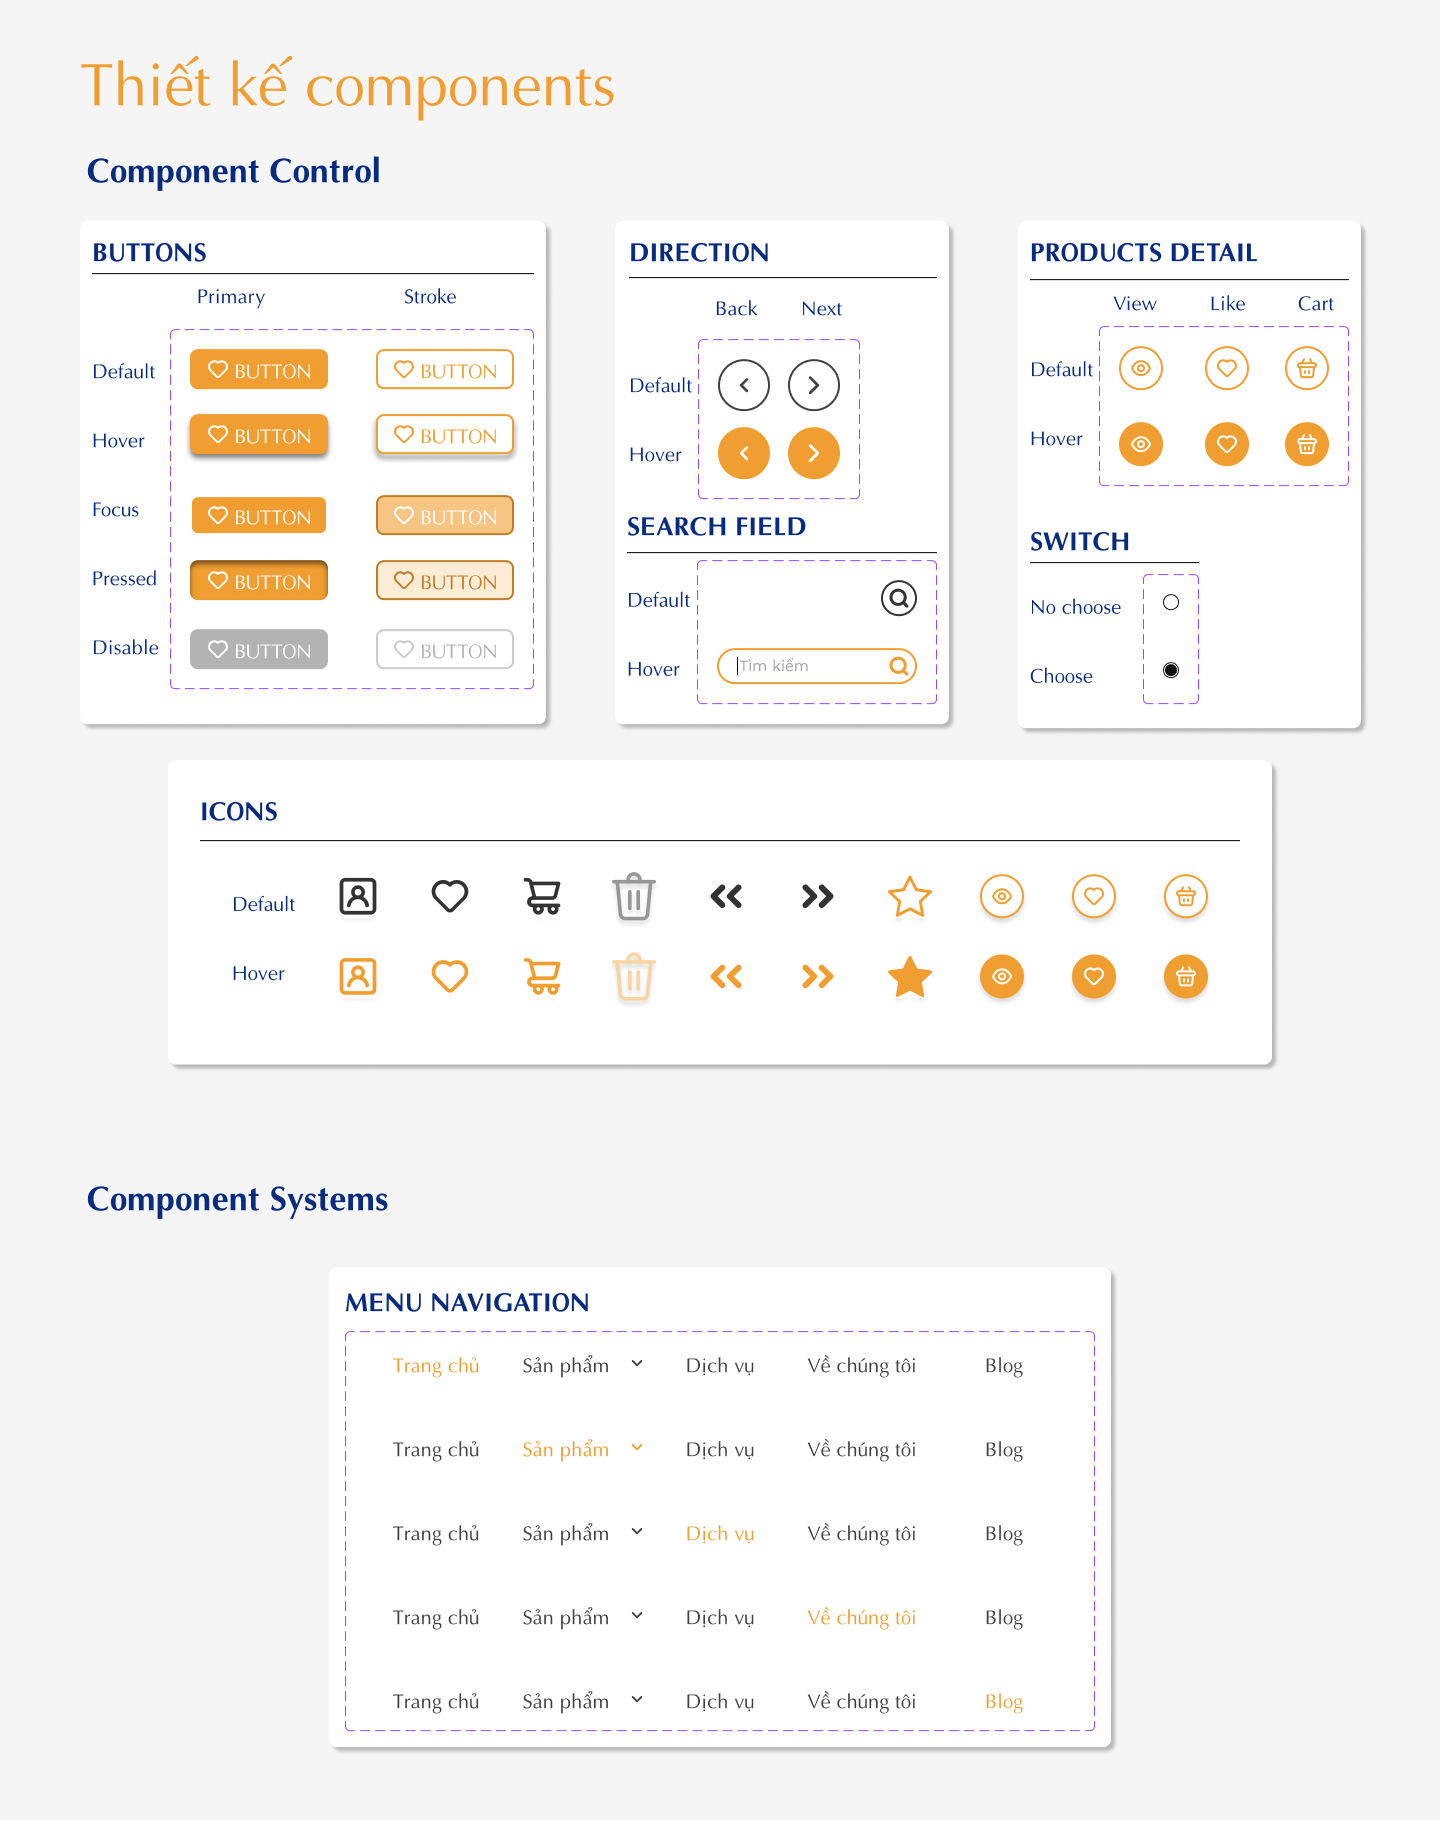 Thiết kế components
Component Control
BUTTONS
Primary Stroke
Default BUTTON BUTTON
Hover BUTTON BUTTON
Focus BUTTON BUTTON
Pressed BUTTON BUTTON
Disable BUTTON BUTTON
DIRECTION
Back Next
Default
Hover
SEARCH FIELD
Default
Hover Tìm kiếm
PRODUCTS DETAIL
View Like Cart
Default
Hover
SWITCH
No choose
Choose
ICONS
Default
Hover
Component Systems
MENU NAVIGATION
Trang chủ Sản phẩm Dịch vụ Về chúng tôi Blog
Trang chủ Sản phẩm Dịch vụ Về chúng tôi Blog
Trang chủ Sản phẩm Dịch vụ Về chúng tôi Blog
Trang chủ Sản phẩm Dịch vụ Về chúng tôi Blog
Trang chủ Sản phẩm Dịch vụ Về chúng tôi Blog